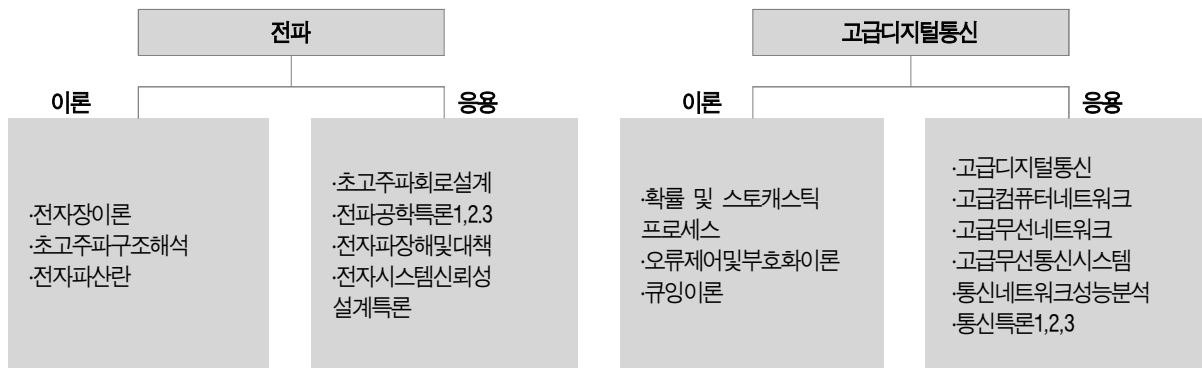 전파
이론
응용
·전자장이론
·초고주파구조해석
·전자파산란
·초고주파회로설계
·전파공학특론1,2.3
·전자파장해및대책
·전자시스템신뢰성
설계특론
고급디지털통신
이론
응용
·확률 및 스토캐스틱
프로세스
·오류제어및부호화이론
·큐잉이론
·고급디지털통신
·고급컴퓨터네트워크
·고급무선네트워크
·고급무선통신시스템
·통신네트워크성능분석
·통신특론1,2,3